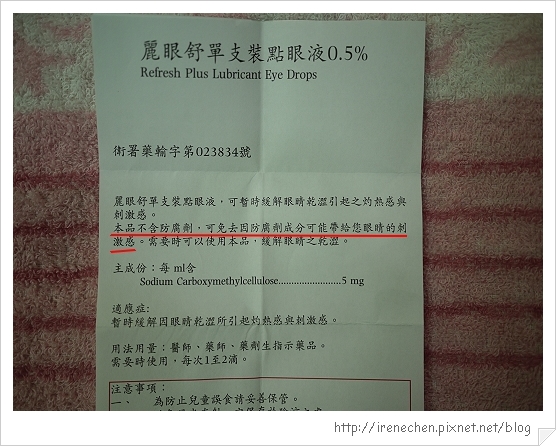 麗眼舒單支裝點眼液0.5%
Refresh Plus Lubricant Eye Drops
衛署藥輸字第023834號
麗眼舒單支裝點眼液，可暫時緩解眼睛乾澀引起之灼熱感與
刺激感。
本品不含防腐劑，可免去因防腐劑成分可能帶給您眼睛的刺
激感。需要時可以使用本品，緩解眼睛之乾澀。
主成份：每 ml含
Sodium Carboxymethylcellulose........................5 mg
適應症:
暫時緩解因眼睛乾澀所引起灼熱感與刺激感。
用法用量：醫師、藥師、藥劑生指示藥品。
需要時使用，每次1至2滴。
注意事項：
一、 為防止兒童誤食請妥善保管。
http://irenechen.pixnet.net/blog